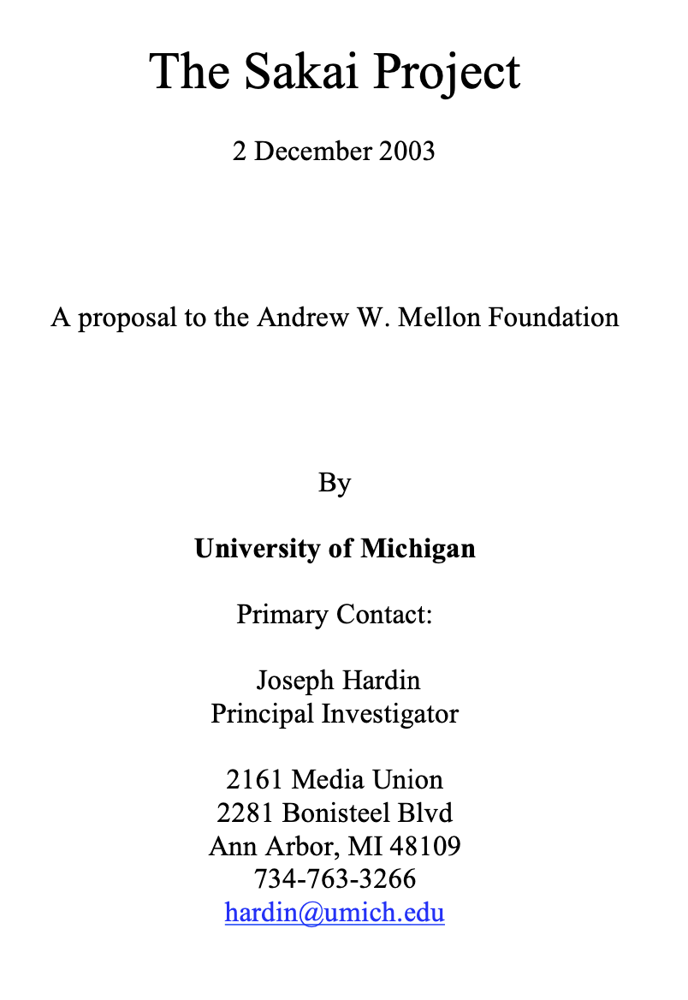 The Sakai Project
2 December 2003
A proposal to the Andrew W. Mellon Foundation
By
University of Michigan
Primary Contact:
Joseph Hardin
Principal Investigator
2161 Media Union
2281 Bonisteel Blvd
Ann Arbor, MI 48109
734-763-3266
hardin@umich.edu